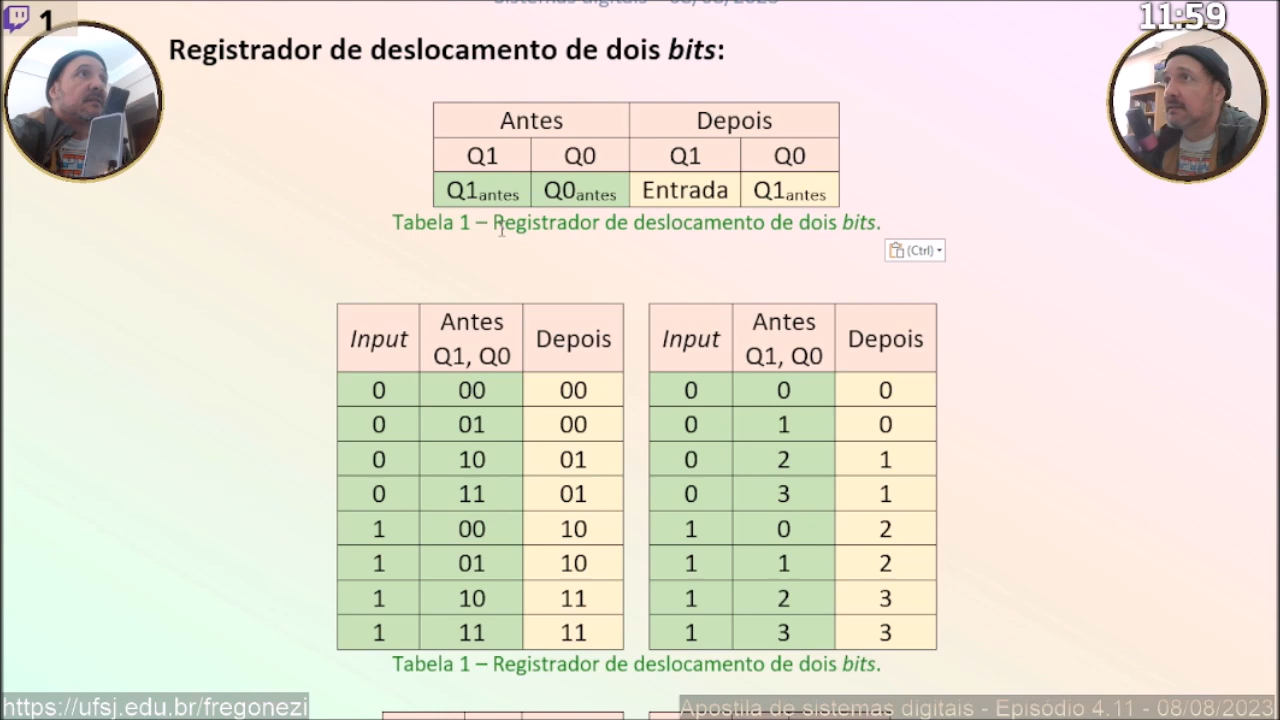 Sistemas digitais – 08/08/2023
1
11:59
Registrador de deslocamento de dois bits:
Antes Depois
Q1 Q0 Q1 Q0
Q1antes Q0antes Entrada Q1antes
Tabela 1 – Registrador de deslocamento de dois bits.
(Ctrl)
Input Antes Q1, Q0 Depois
0 00 00
0 01 00
0 10 01
0 11 01
1 00 10
1 01 10
1 10 11
1 11 11
Input Antes Q1, Q0 Depois
0 0 0
0 1 0
0 2 1
0 3 1
1 0 2
1 1 2
1 2 3
1 3 3
Tabela 1 – Registrador de deslocamento de dois bits.
https://ufsj.edu.br/fregonezi
Apostila de sistemas digitais - Episódio 4.11 - 08/08/2023